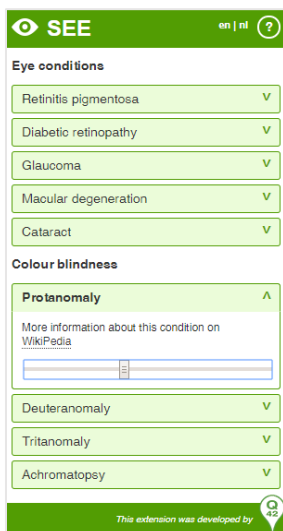 SEE
en | nl ?
Eye conditions
Retinitis pigmentosa
Diabetic retinopathy
Glaucoma
Macular degeneration
Cataract
Colour blindness
Protanomaly
More information about this condition on
WikiPedia
Deuteranomaly
Tritanomaly
Achromatopsy
This extension was developed by
Q
42